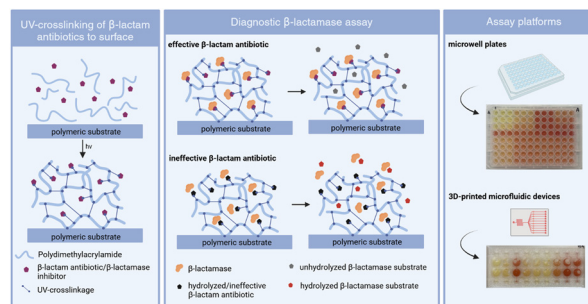 UV-crosslinking of β-lactam
antibiotics to surface
polymeric substrate
hν
polymeric substrate
Polydimethylacrylamide
β-lactam antibiotic/β-lactamase
inhibitor
UV-crosslinkage
Diagnostic β-lactamase assay
effective β-lactam antibiotic
polymeric substrate
polymeric substrate
ineffective β-lactam antibiotic
polymeric substrate
polymeric substrate
β-lactamase
hydrolyzed/ineffective
β-lactam antibiotic
unhydrolyzed β-lactamase substrate
hydrolyzed β-lactamase substrate
Assay platforms
microwell plates
3D-printed microfluidic devices